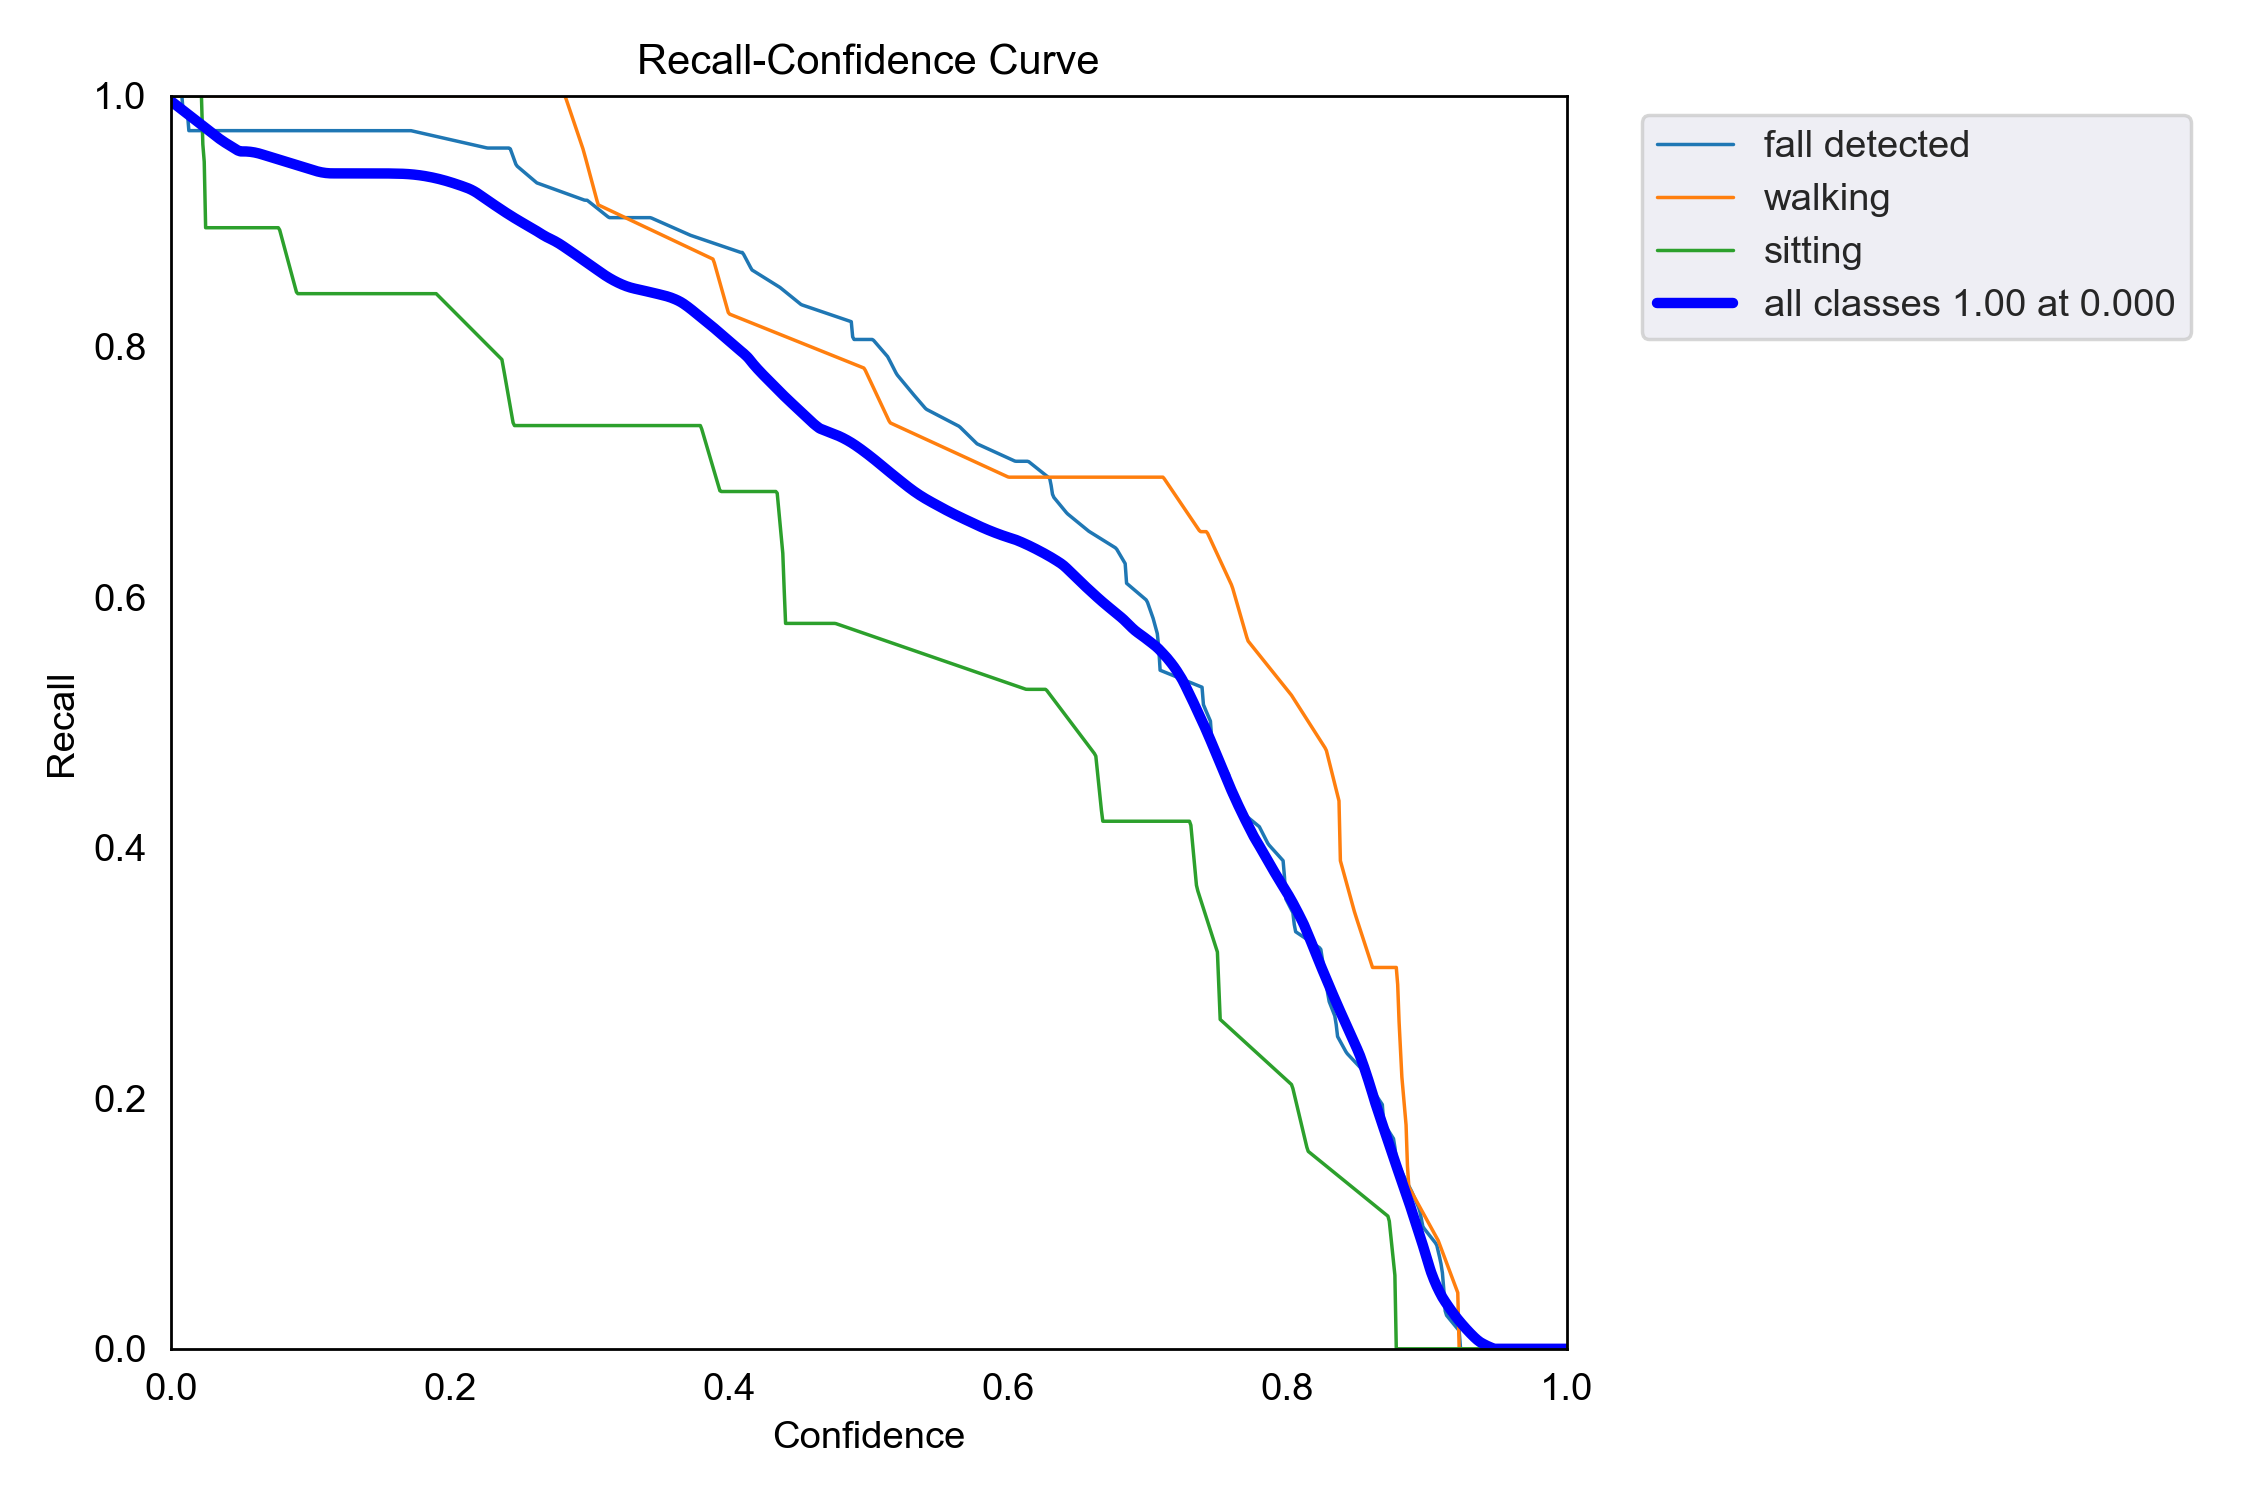 Recall-Confidence Curve
1.0
0.8
0.6
0.4
0.2
0.0
Recall
0.0 0.2 0.4 0.6 0.8 1.0
Confidence
fall detected
walking
sitting
all classes 1.00 at 0.000